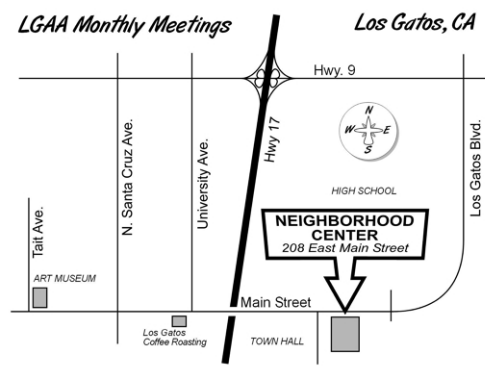 LGAA Monthly Meetings
Los Gatos, CA
Hwy. 9
N
W E
S
Hwy 17
N. Santa Cruz Ave.
University Ave.
Los Gatos Blvd.
Tait Ave.
HIGH SCHOOL
NEIGHBORHOOD
CENTER
208 East Main Street
ART MUSEUM
Main Street
Los Gatos
Coffee Roasting
TOWN HALL